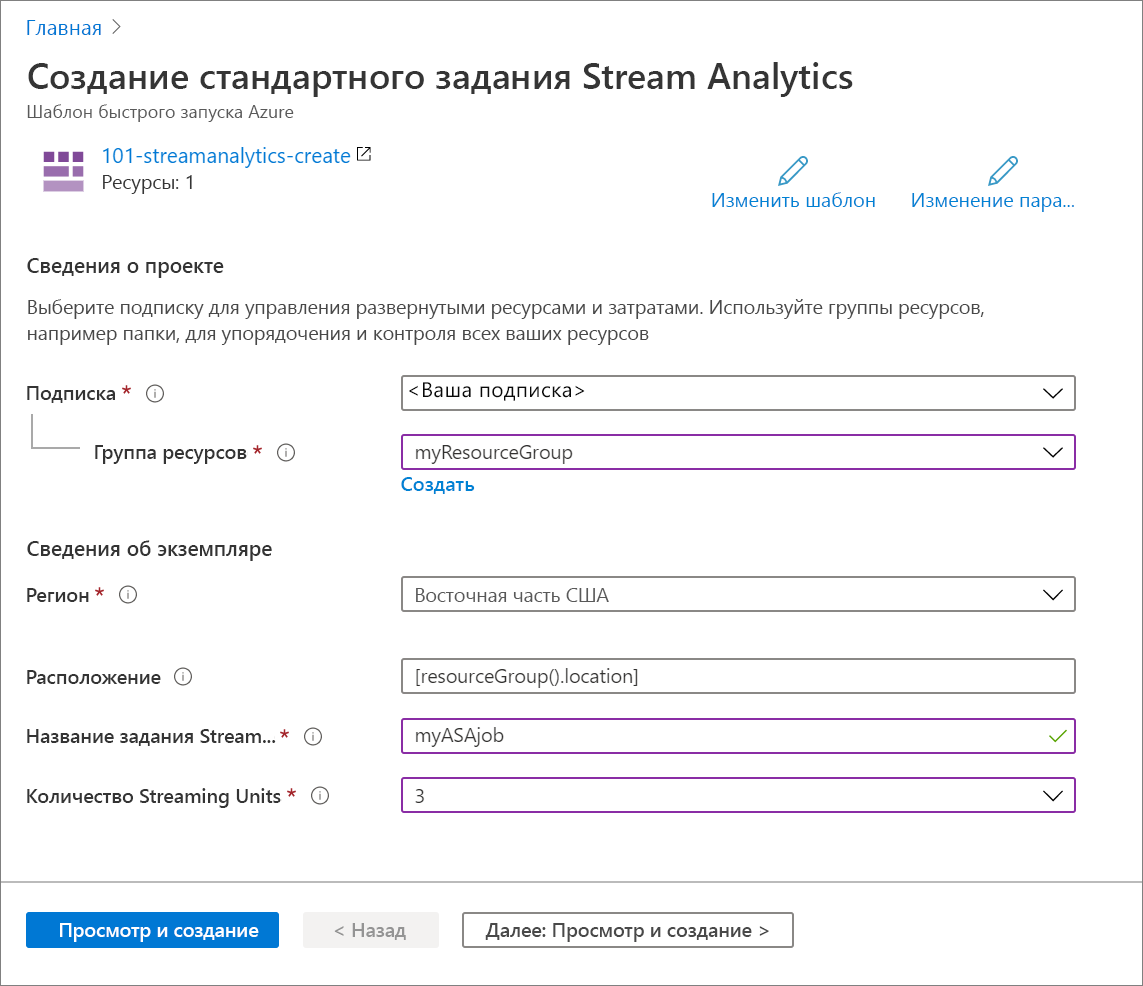 Главная >
Создание стандартного задания Stream Analytics
Шаблон быстрого запуска Azure
101-streamanalytics-create
Ресурсы: 1
Изменить шаблон
Изменение пара...
Сведения о проекте
Выберите подписку для управления развернутыми ресурсами и затратами. Используйте группы ресурсов,
например папки, для упорядочения и контроля всех ваших ресурсов
Подписка *
<Ваша подписка>
Группа ресурсов *
myResourceGroup
Создать
Сведения об экземпляре
Регион *
Восточная часть США
Расположение
[resourceGroup().location]
Название задания Stream... *
myASAjob
Количество Streaming Units *
3
Просмотр и создание
< Назад
Далее: Просмотр и создание >